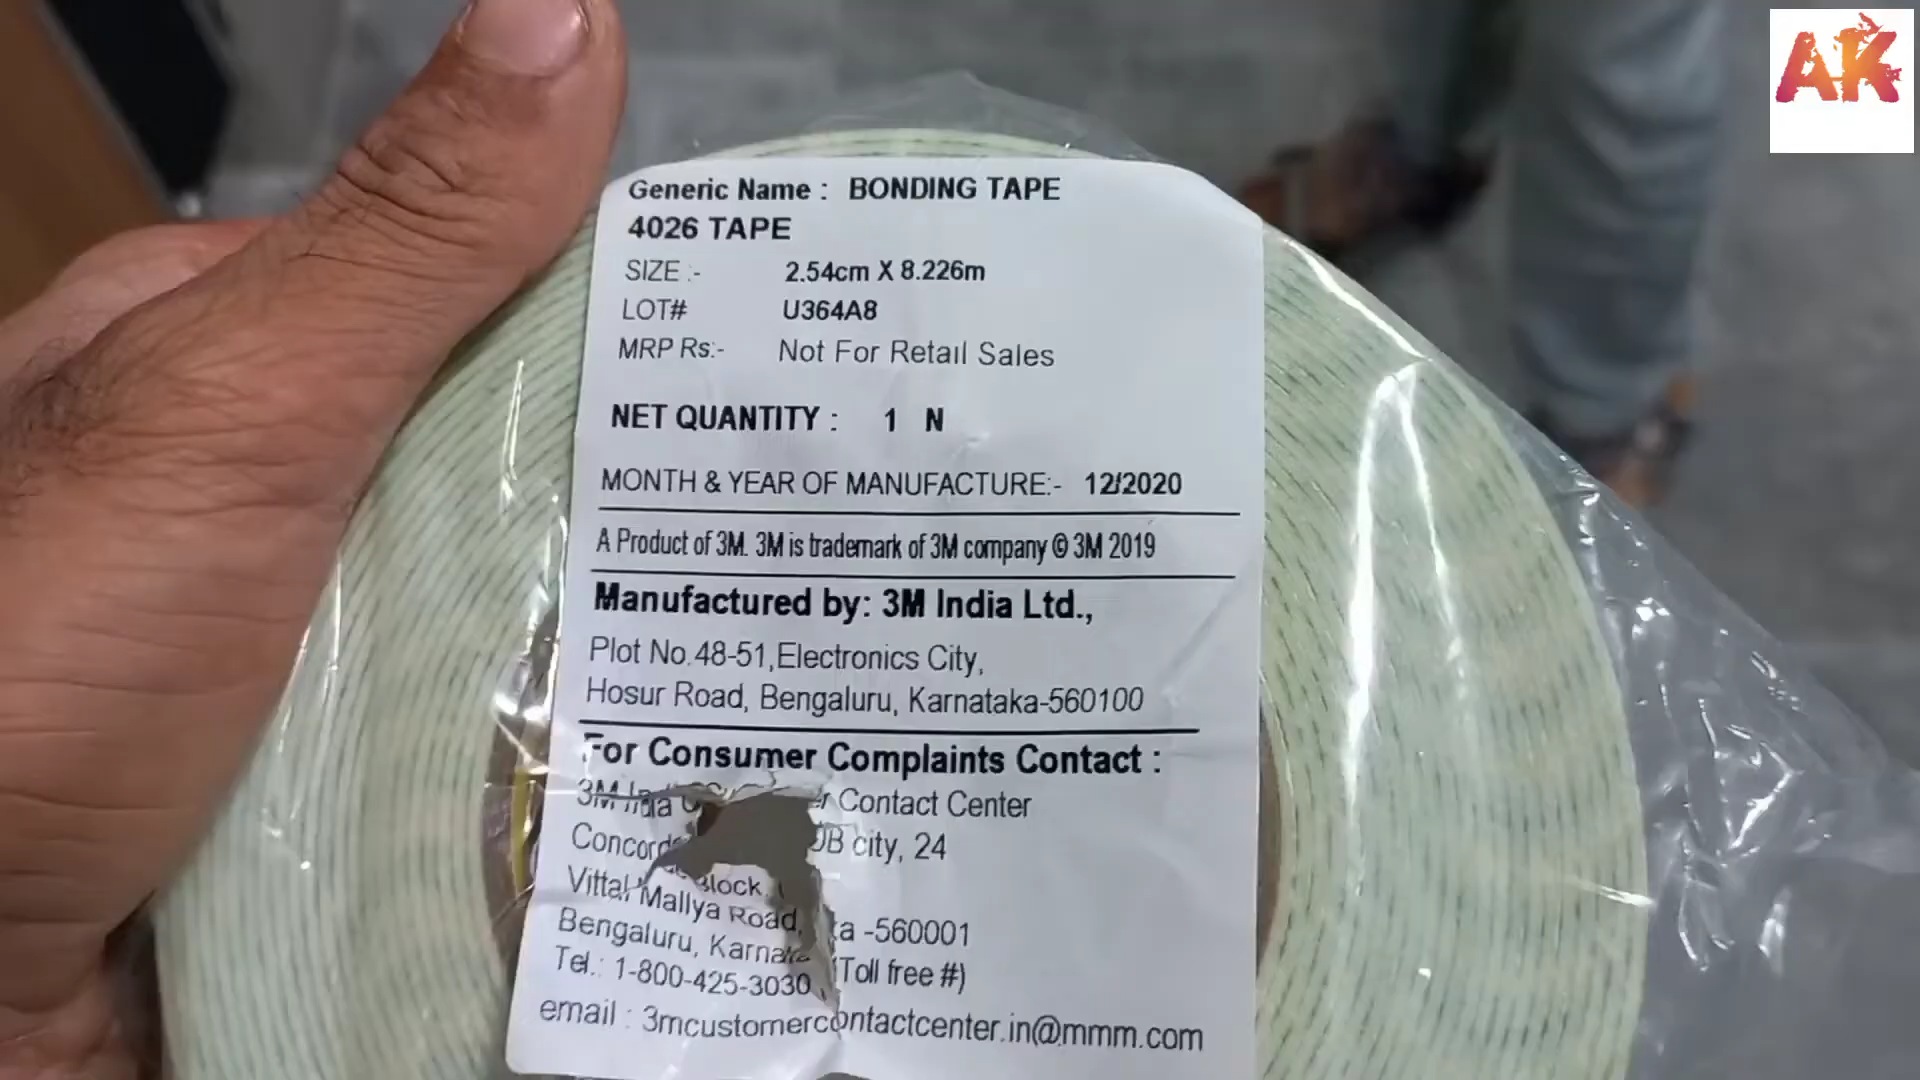 AK
Generic Name : BONDING TAPE
4026 TAPE
SIZE :- 2.54cm X 8.226m
LOT# U364A8
MRP Rs:- Not For Retail Sales
NET QUANTITY : 1 N
MONTH & YEAR OF MANUFACTURE:- 12/2020
A Product of 3M. 3M is trademark of 3M company © 3M 2019
Manufactured by: 3M India Ltd.,
Plot No.48-51,Electronics City,
Hosur Road, Bengaluru, Karnataka-560100
For Consumer Complaints Contact :
3M India Contact Center
city, 24
Block,
Vittal Mallya Road,
Bengaluru, -560001
Tel.: 1-800-425-3030 (Toll free #)
email : 3mcustomercontactcenter.in@mmm.com